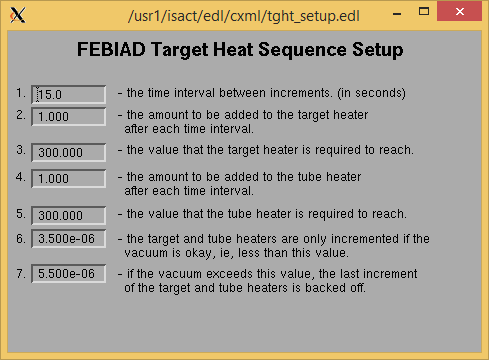 /usr1/isact/edl/cxml/tght_setup.edl
FEBIAD Target Heat Sequence Setup
1. 15.0 - the time interval between increments. (in seconds)
2. 1.000 - the amount to be added to the target heater
after each time interval.
3. 300.000 - the value that the target heater is required to reach.
4. 1.000 - the amount to be added to the tube heater
after each time interval.
5. 300.000 - the value that the tube heater is required to reach.
6. 3.500e-06 - the target and tube heaters are only incremented if the
vacuum is okay, ie, less than this value.
7. 5.500e-06 - if the vacuum exceeds this value, the last increment
of the target and tube heaters is backed off.